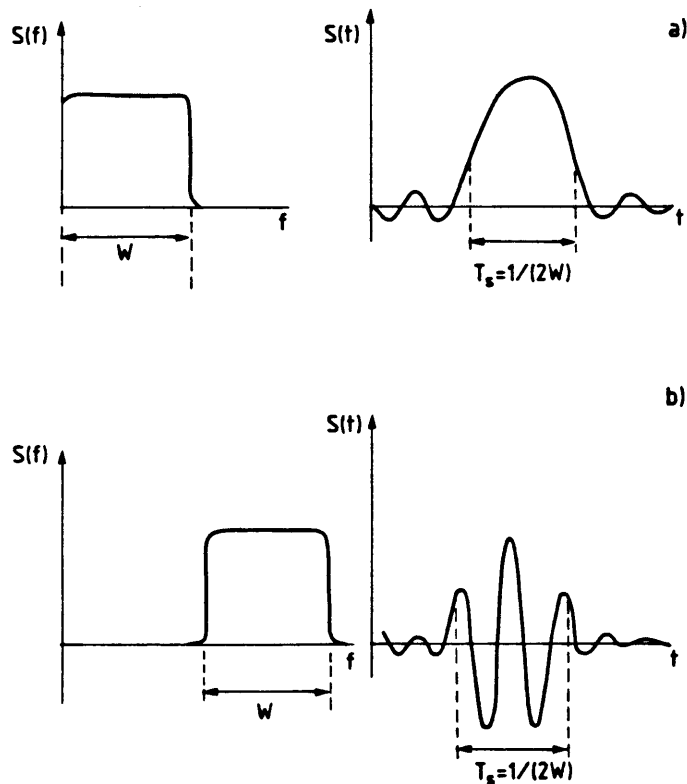 a)
S(f)
S(t)
f
t
W
T_s=1/(2W)
b)
S(t)
S(f)
f
t
W
T_s=1/(2W)